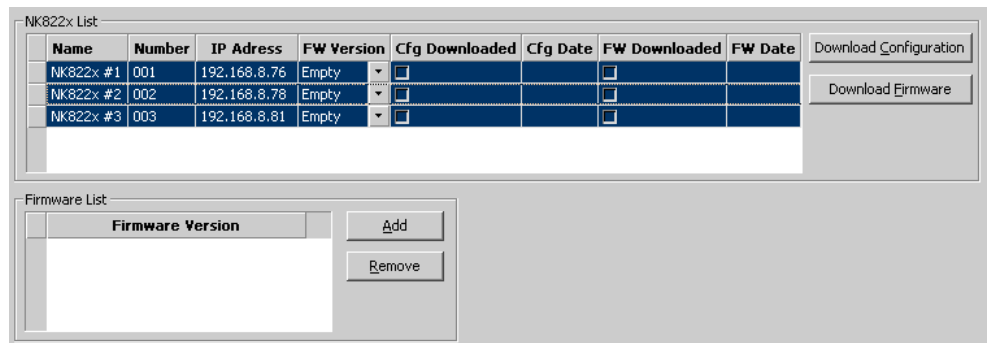 NK822x List
Name Number IP Adress FW Version Cfg Downloaded Cfg Date FW Downloaded FW Date
NK822x #1 001 192.168.8.76 Empty
NK822x #2 002 192.168.8.78 Empty
NK822x #3 003 192.168.8.81 Empty
Download Configuration
Download Firmware
Firmware List
Firmware Version
Add
Remove